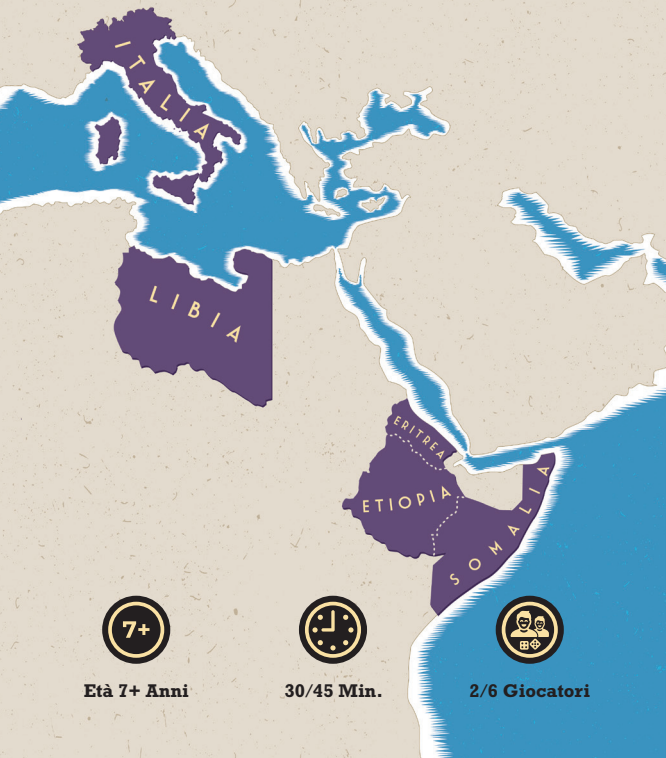 ITALIA
LIBIA
ERITREA
ETIOPIA
SOMALIA
7+
Età 7+ Anni
30/45 Min.
2/6 Giocatori